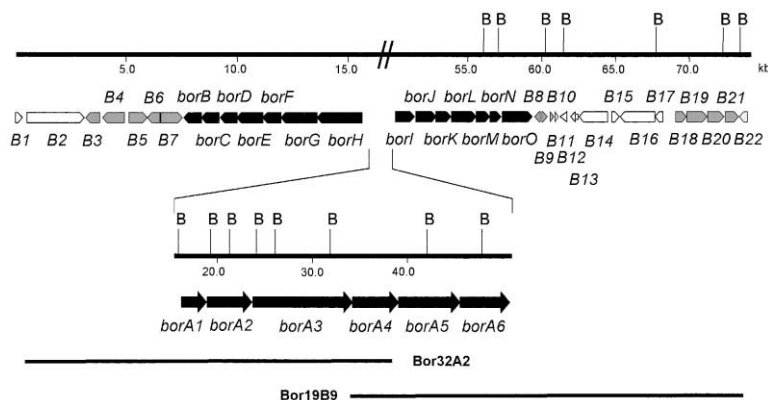 B B B B B B B
5.0 10.0 15.0 55.0 60.0 65.0 70.0 kb
borD borF borJ borL borN B8 B10 B15 B17 B19 B21
B4 B6 borB
B1 B2 B3 B5 B7 borC borE borG borH borI borK borM borO B9 B11 B12 B13 B14 B16 B18 B20 B22
B B B B B B B B
20.0 30.0 40.0
borA1 borA2 borA3 borA4 borA5 borA6
Bor32A2
Bor19B9